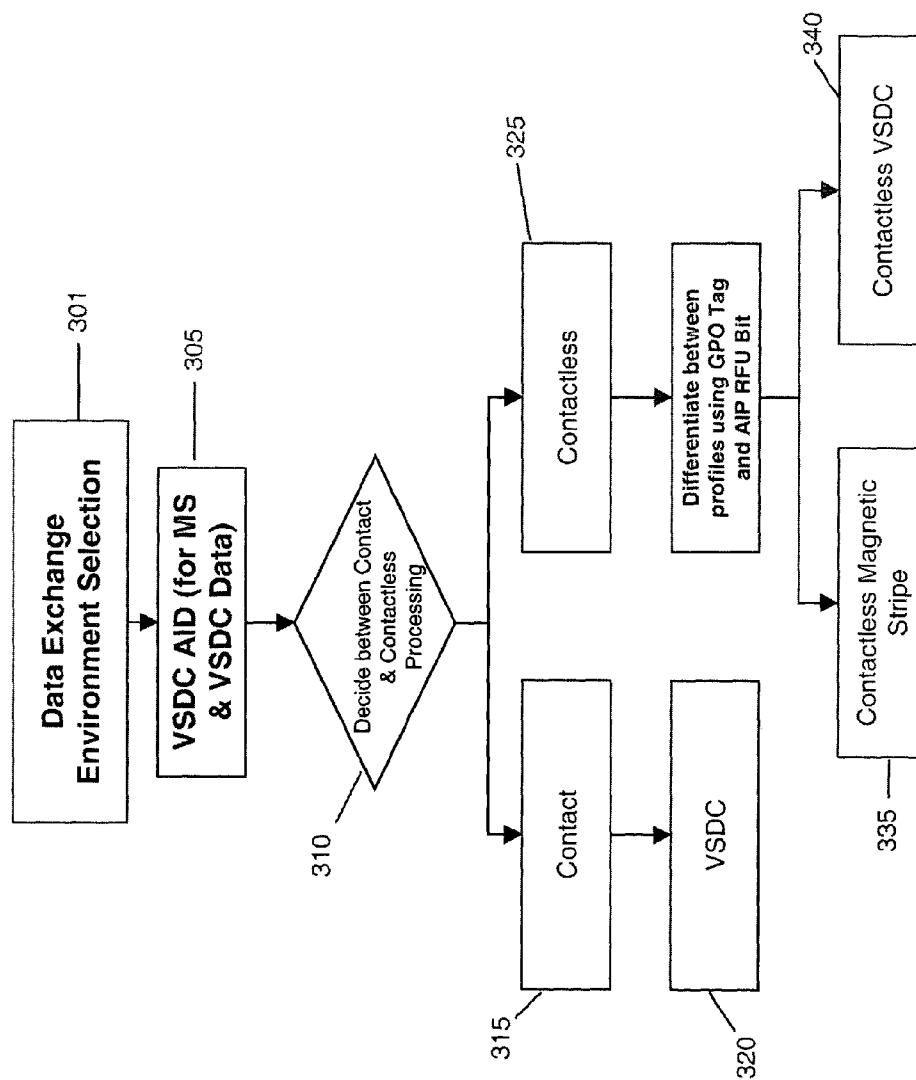 Data Exchange
Environment Selection
301
VSDC AID (for MS
& VSDC Data)
305
Decide between Contact
& Contactless
Processing
310
Contact
315
Contactless
325
VSDC
320
Differentiate between
profiles using GPO Tag
and AIP RFU Bit
Contactless Magnetic
Stripe
335
Contactless VSDC
340